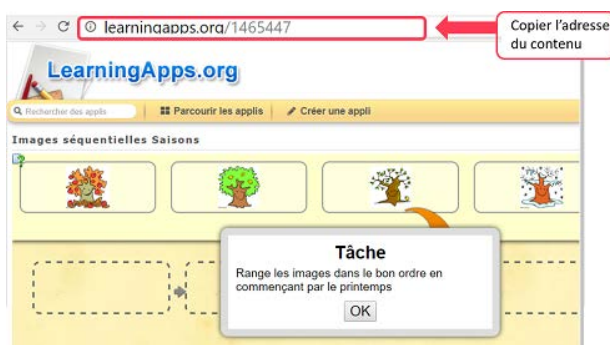 learningapps.org/1465447
Copier l’adresse
du contenu
LearningApps.org
Rechercher des applis
Parcourir les applis
Créer une appli
Images séquentielles Saisons
Tâche
Range les images dans le bon ordre en
commençant par le printemps
OK